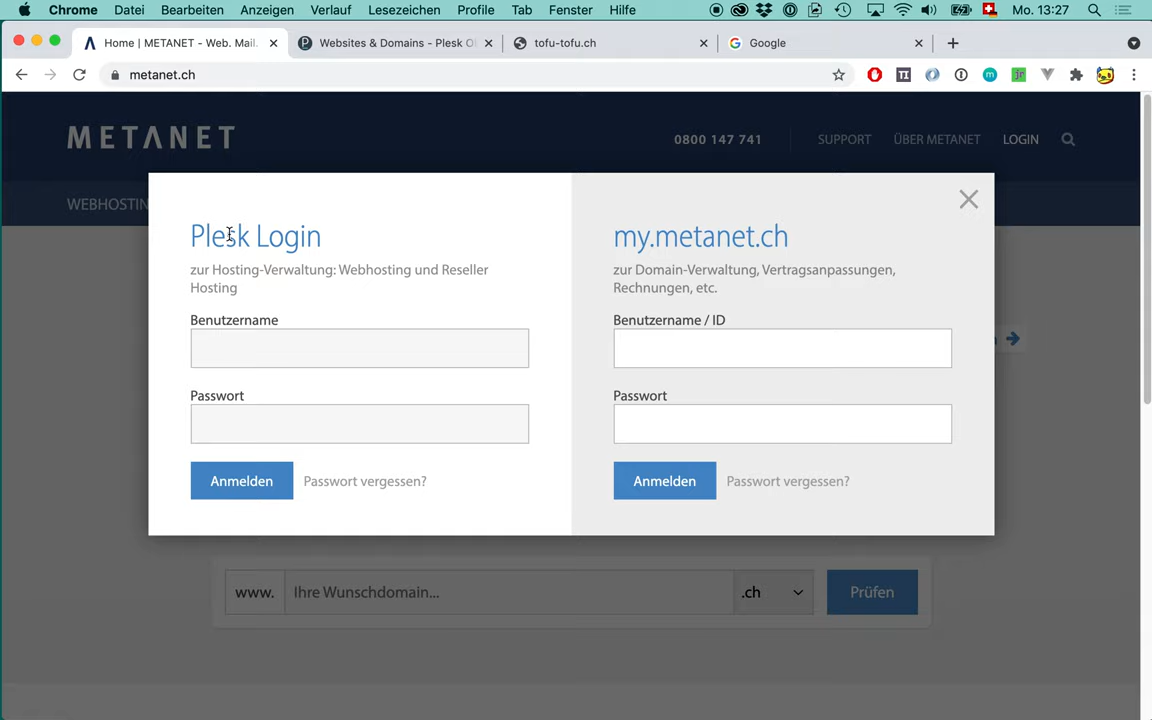 Chrome Datei Bearbeiten Anzeigen Verlauf Lesezeichen Profile Tab Fenster Hilfe Mo. 13:27
Home | METANET - Web. Mail. Websites & Domains - Plesk O tofu-tofu.ch Google
metanet.ch
METANET 0800 147 741 SUPPORT ÜBER METANET LOGIN
WEBHOSTIN
Plesk Login
zur Hosting-Verwaltung: Webhosting und Reseller
Hosting
Benutzername
Passwort
Anmelden Passwort vergessen?
my.metanet.ch
zur Domain-Verwaltung, Vertragsanpassungen,
Rechnungen, etc.
Benutzername / ID
Passwort
Anmelden Passwort vergessen?
www. Ihre Wunschdomain... .ch Prüfen